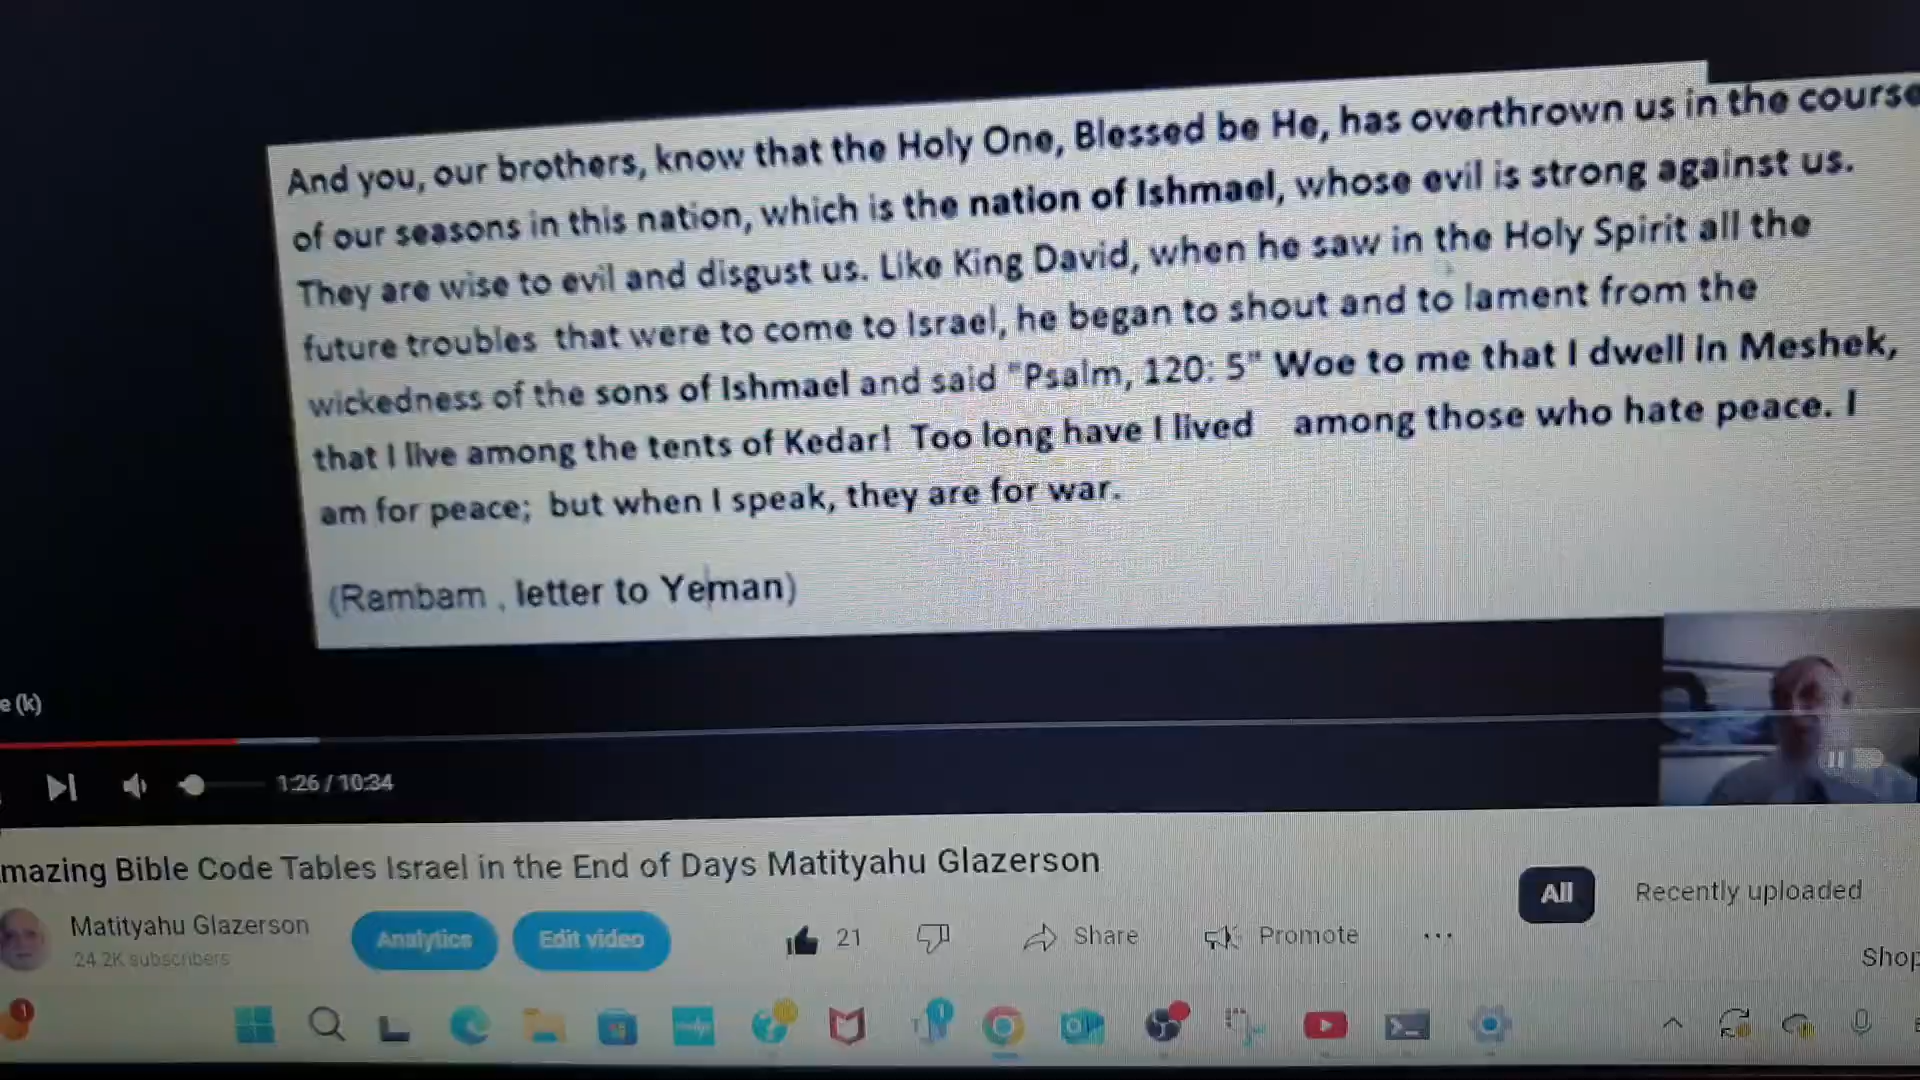 And you, our brothers, know that the Holy One, Blessed be He, has overthrown us in the course
of our seasons in this nation, which is the nation of Ishmael, whose evil is strong against us.
They are wise to evil and disgust us. Like King David, when he saw in the Holy Spirit all the
future troubles that were to come to Israel, he began to shout and to lament from the
wickedness of the sons of Ishmael and said "Psalm, 120: 5" Woe to me that I dwell in Meshek,
that I live among the tents of Kedar! Too long have I lived among those who hate peace. I
am for peace; but when I speak, they are for war.
(Rambam , letter to Yeman)
e (k)
1:26 / 10:34
mazing Bible Code Tables Israel in the End of Days Matityahu Glazerson
All
Recently uploaded
Matityahu Glazerson
24.2K subscribers
Analytics
Edit video
21
Share
Promote
...
Shop